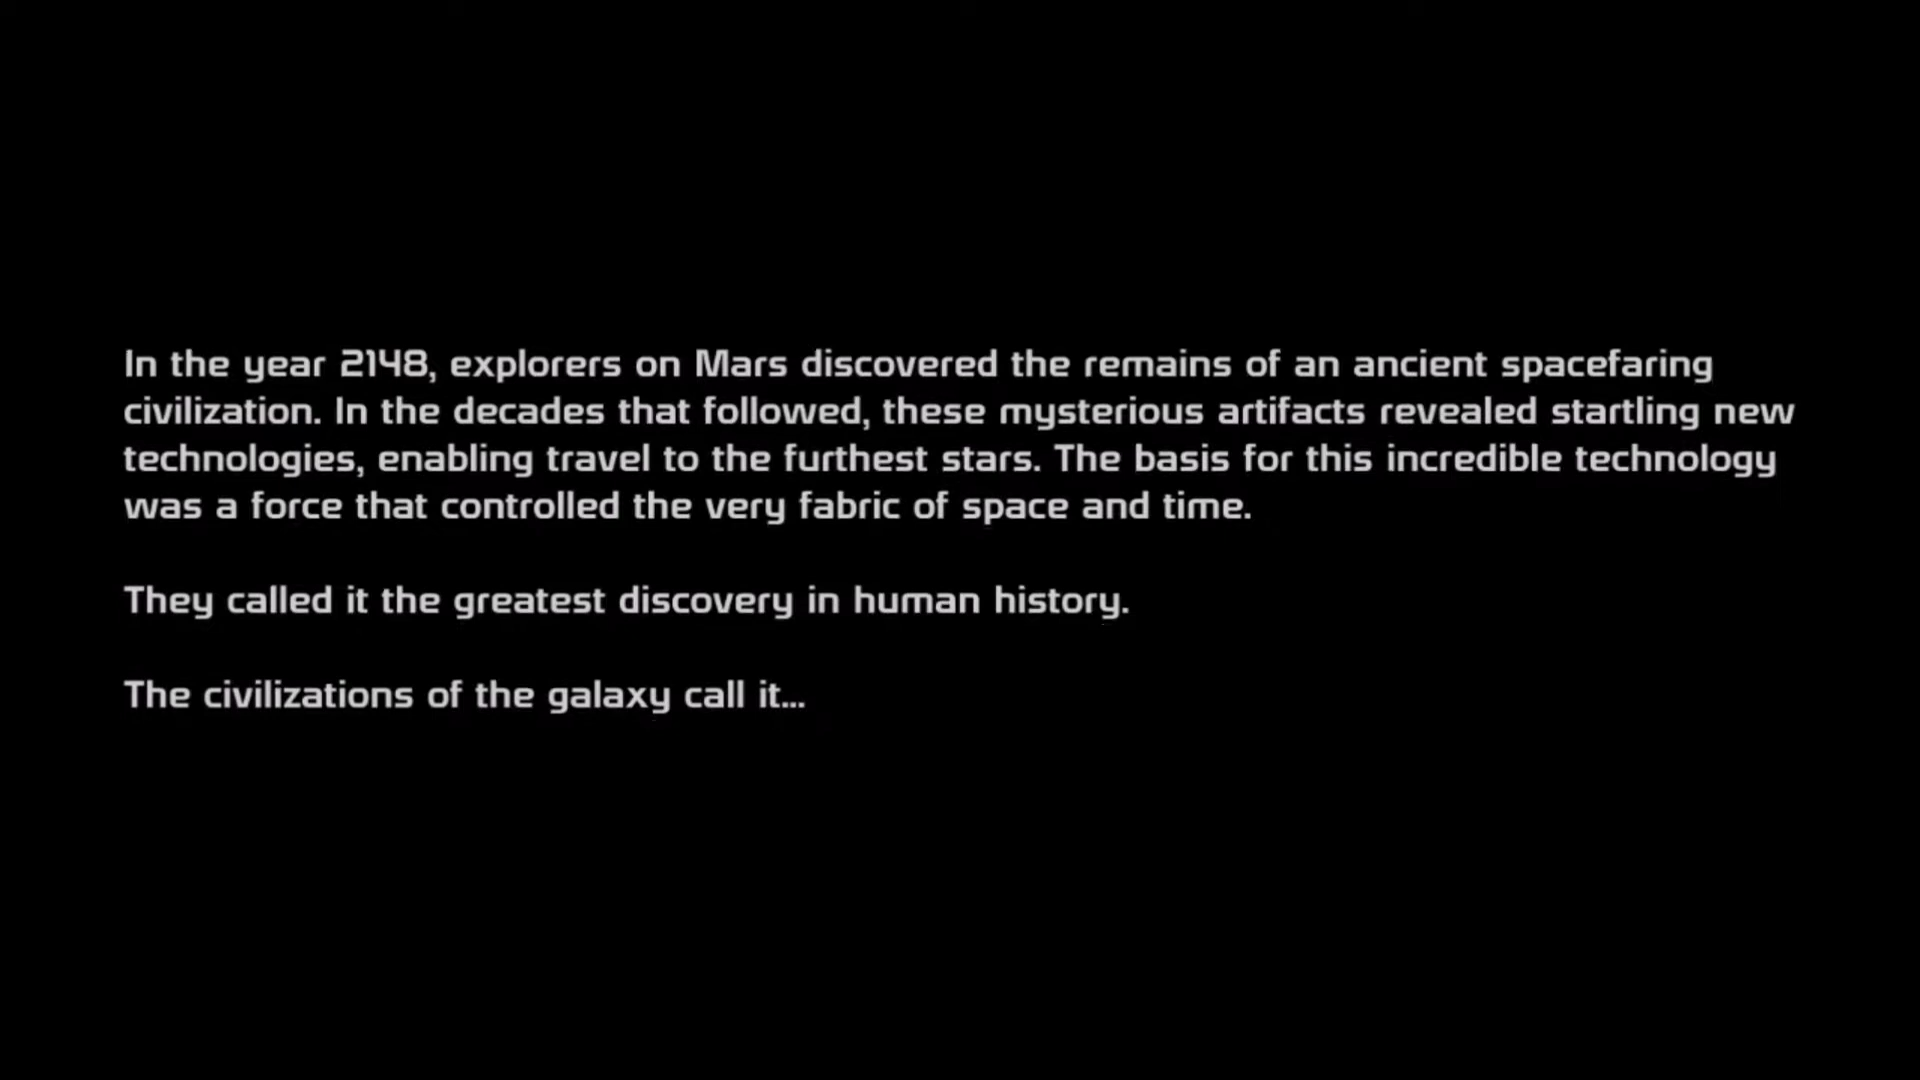 In the year 2148, explorers on Mars discovered the remains of an ancient spacefaring
civilization. In the decades that followed, these mysterious artifacts revealed startling new
technologies, enabling travel to the furthest stars. The basis for this incredible technology
was a force that controlled the very fabric of space and time.
They called it the greatest discovery in human history.
The civilizations of the galaxy call it...